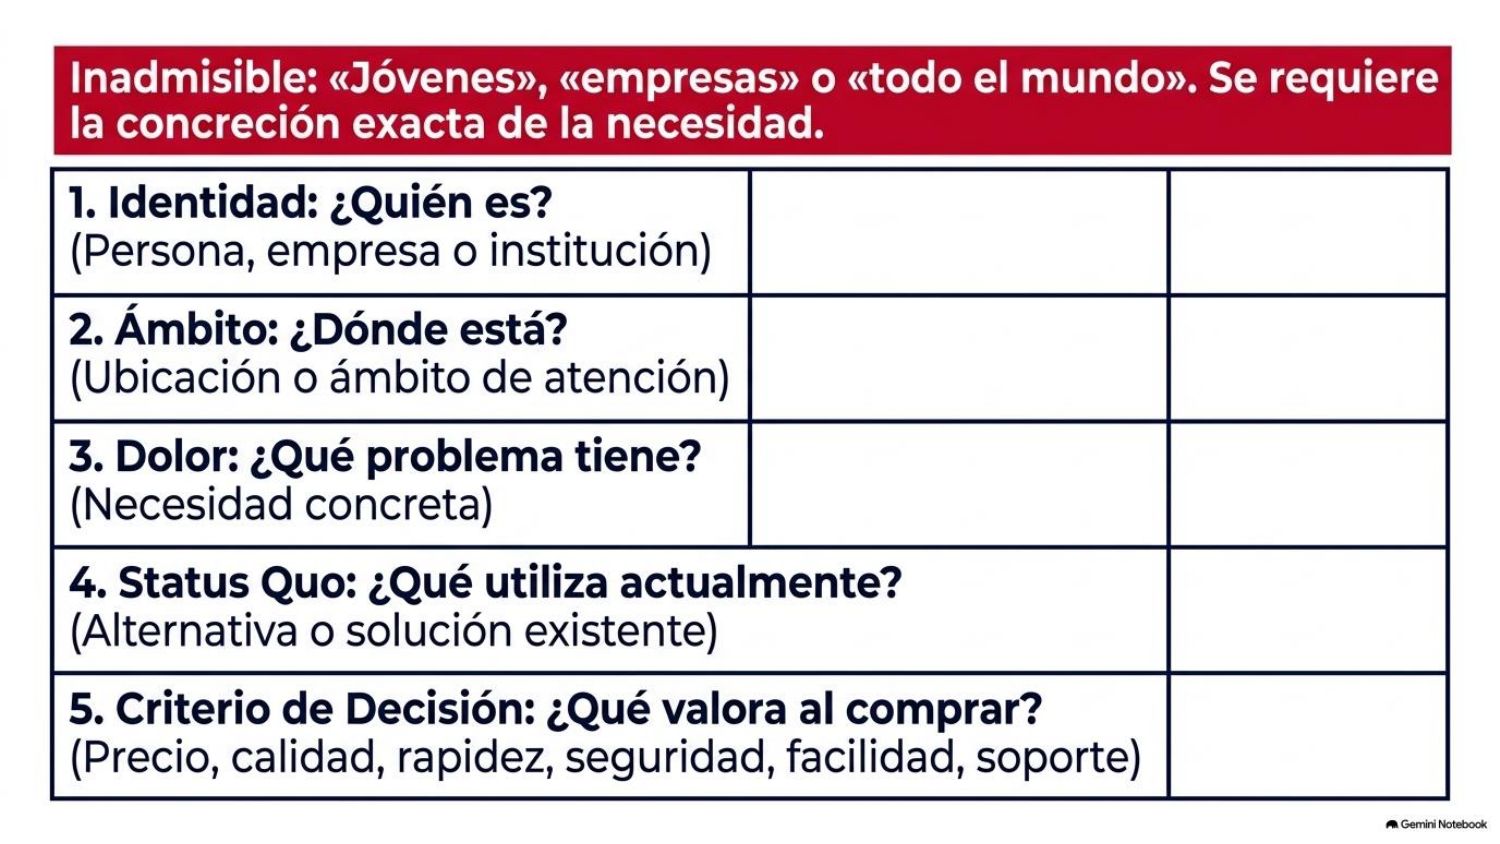 Inadmisible: «Jóvenes», «empresas» o «todo el mundo». Se requiere
la concreción exacta de la necesidad.
1. Identidad: ¿Quién es?
(Persona, empresa o institución)
2. Ámbito: ¿Dónde está?
(Ubicación o ámbito de atención)
3. Dolor: ¿Qué problema tiene?
(Necesidad concreta)
4. Status Quo: ¿Qué utiliza actualmente?
(Alternativa o solución existente)
5. Criterio de Decisión: ¿Qué valora al comprar?
(Precio, calidad, rapidez, seguridad, facilidad, soporte)
Gemini Notebook